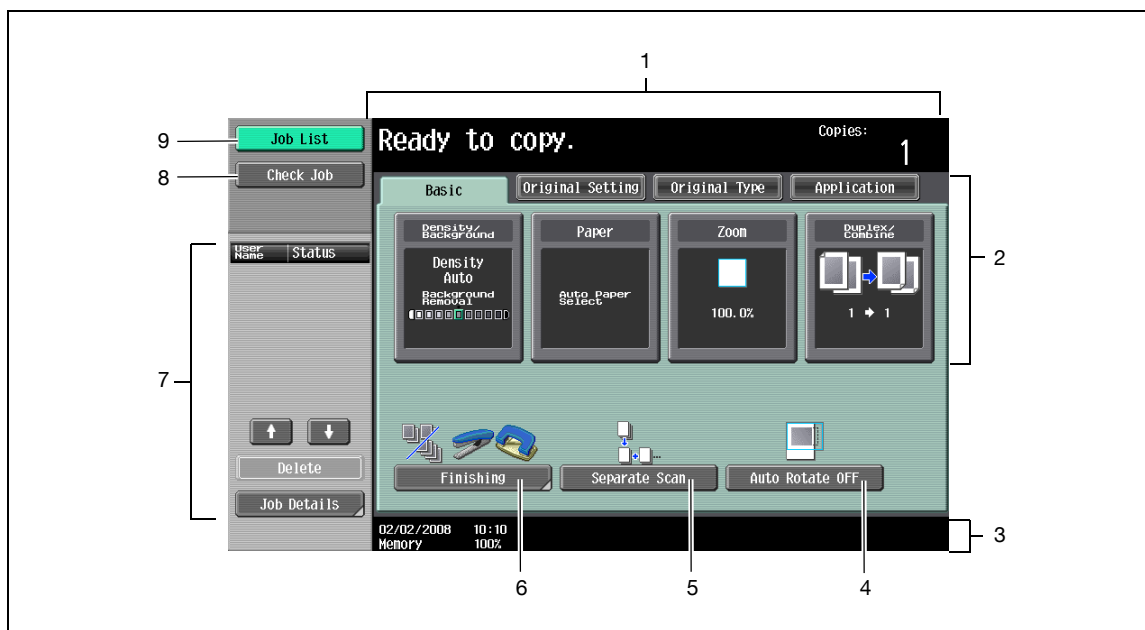 1
9
Job List
Ready to copy.
Copies:
1
8
Check Job
Basic
Original Setting
Original Type
Application
Density/
Background
Paper
Zoom
Duplex/
Combine
2
User
Name
Status
Density
Auto
Background
Removal
Auto Paper
Select
100.0%
1 → 1
7
Delete
Finishing
Separate Scan
Auto Rotate OFF
Job Details
02/02/2008 10:10
Memory 100%
3
6
5
4